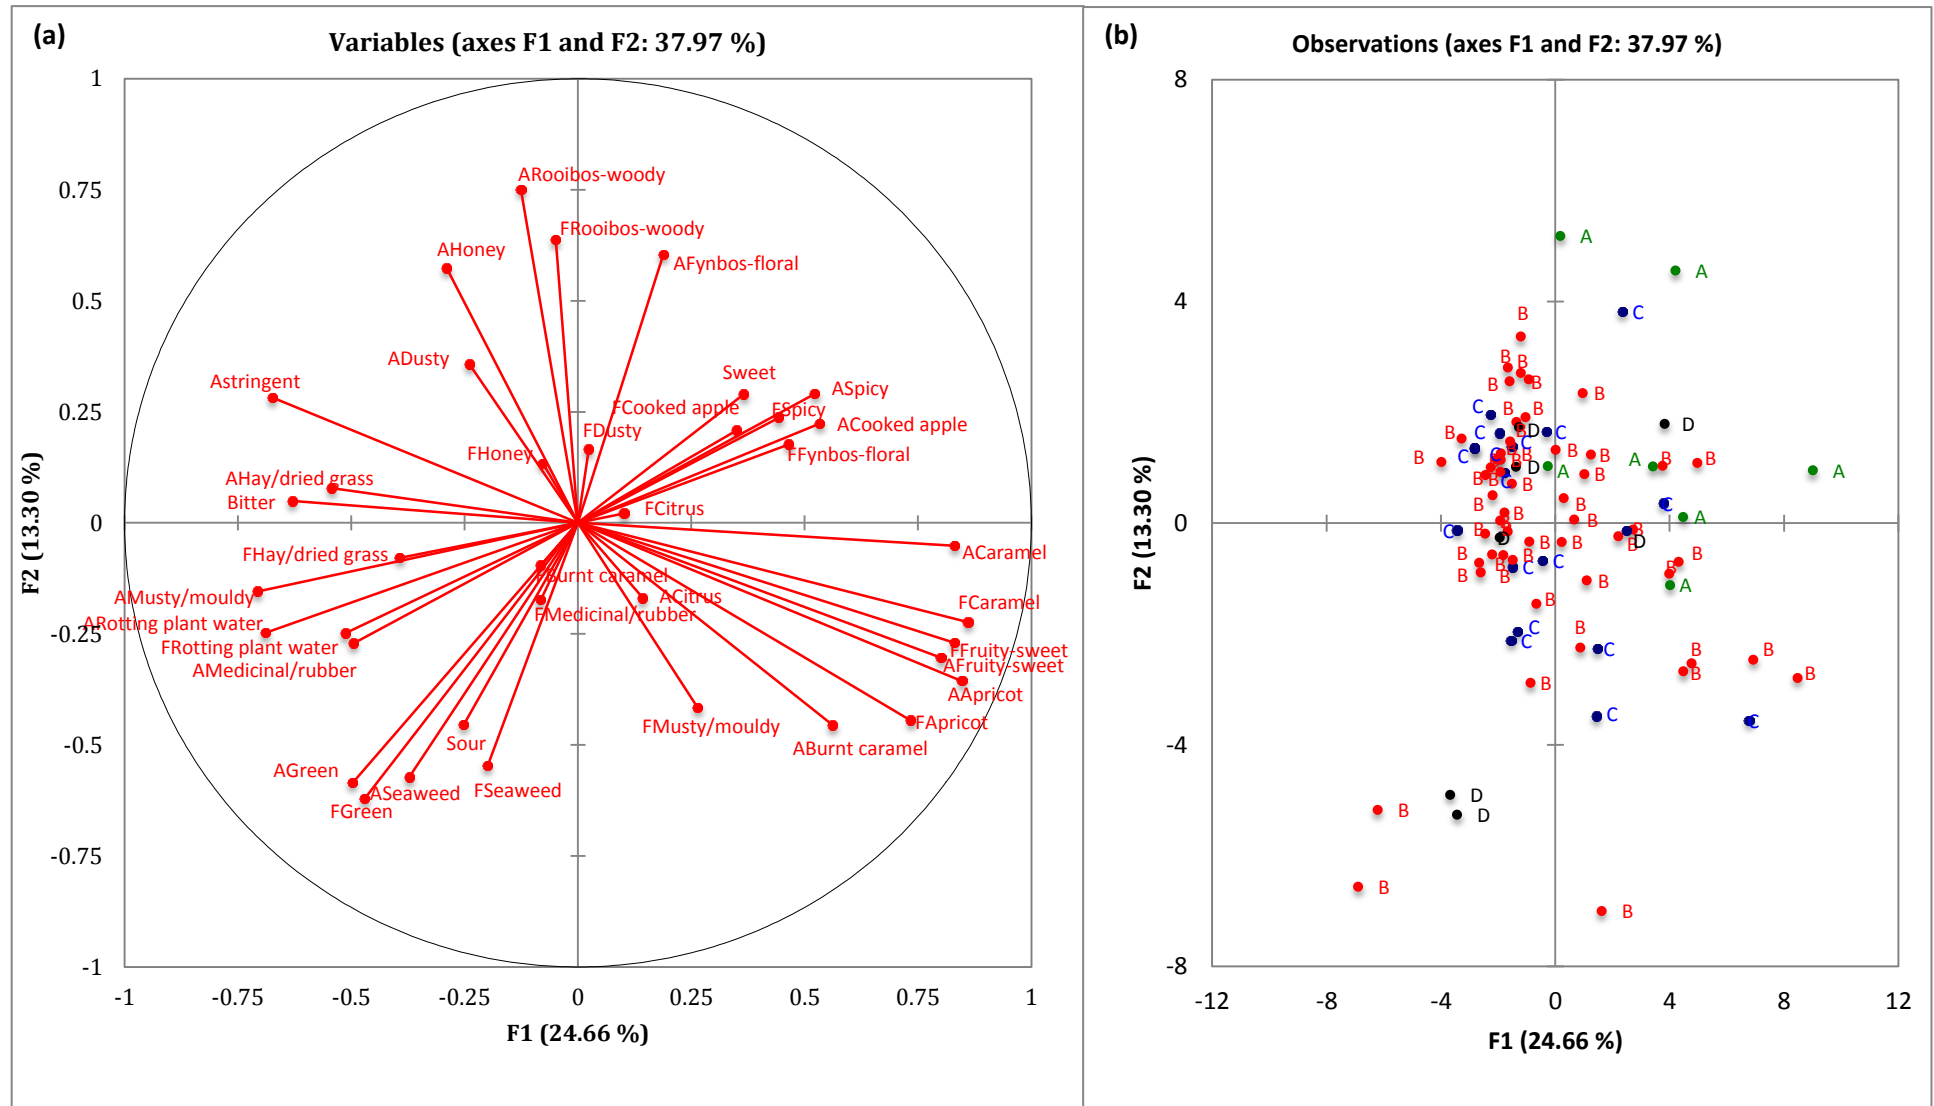 (a)
Variables (axes F1 and F2: 37.97 %)
1
0.75
0.5
0.25
0
-0.25
-0.5
-0.75
-1
F2 (13.30 %)
ARooibos-woody
FRooibos-woody
AHoney
AFynbos-floral
ADusty
Astringent
Sweet
ASpicy
FCooked apple
FSpicy
ACooked apple
FDusty
FHoney
FFynbos-floral
AHay/dried grass
Bitter
FCitrus
FHay/dried grass
ACaramel
FBurnt caramel
AMusty/mouldy
ACitrus
FCaramel
FMedicinal/rubber
ARotting plant water
FRotting plant water
FFruity-sweet
AFruity-sweet
AMedicinal/rubber
AApricot
FMusty/mouldy
FApricot
Sour
ABurnt caramel
AGreen
ASeaweed
FSeaweed
FGreen
-1 -0.75 -0.5 -0.25 0 0.25 0.5 0.75 1
F1 (24.66 %)
(b)
Observations (axes F1 and F2: 37.97 %)
8
4
0
-4
-8
F2 (13.30 %)
A
A
C
B
B
B
B
B
B
C
B
B
D
C
D
C
B
C
B
B
B
C
D
A
A
B
B
A
B
C
B
A
C
D
B
B
D
B
B
C
B
B
A
B
B
C
C
B
C
B
B
B
B
B
C
C
D
D
B
B
B
-12 -8 -4 0 4 8 12
F1 (24.66 %)